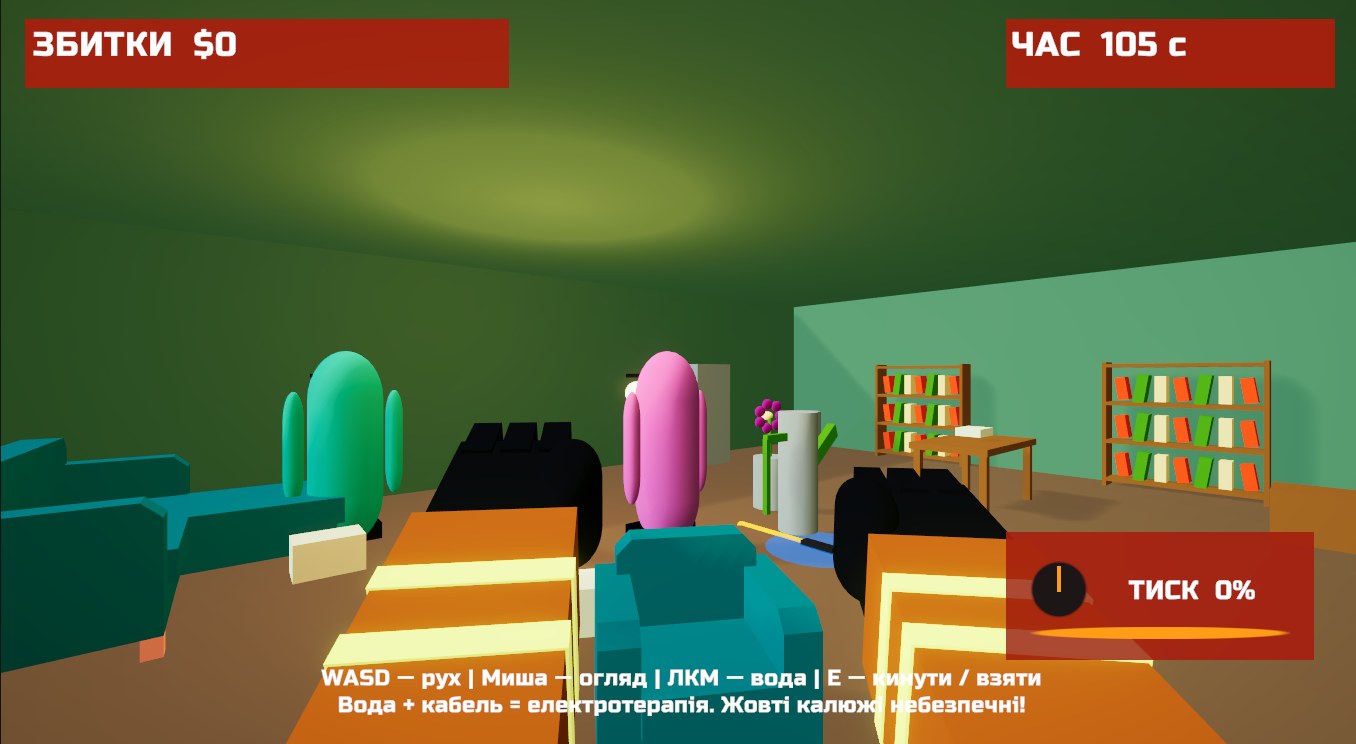 ЗБИТКИ $0
ЧАС 105 с
ТИСК 0%
WASD — рух | Миша — огляд | ЛКМ — вода | E — кинути / взяти
Вода + кабель = електротерапія. Жовті калюжі небезпечні!